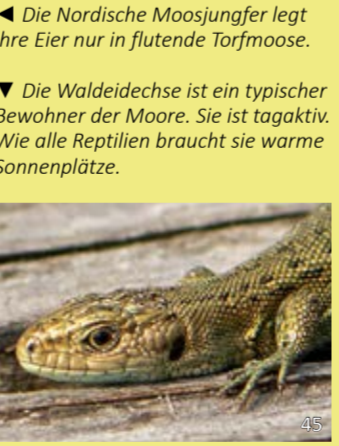 ◄ Die Nordische Moosjungfer legt
ihre Eier nur in flutende Torfmoose.
▼ Die Waldeidechse ist ein typischer
Bewohner der Moore. Sie ist tagaktiv.
Wie alle Reptilien braucht sie warme
Sonnenplätze.
45